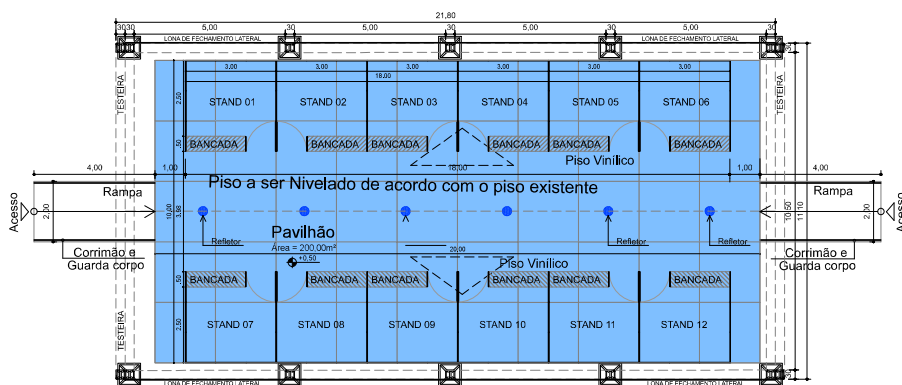 21,80
30 30 5,00 30 5,00 30 5,00 30 5,00 30 30
LONA DE FECHAMENTO LATERAL LONA DE FECHAMENTO LATERAL
30
TESTEIRA TESTEIRA
3,00 3,00 3,00 3,00 3,00 3,00
18,00
2,50
STAND 01 STAND 02 STAND 03 STAND 04 STAND 05 STAND 06
,50
BANCADA BANCADA BANCADA BANCADA BANCADA BANCADA
Piso Vinílico
4,00 1,00 18,00 1,00 4,00
Piso a ser Nivelado de acordo com o piso existente
Rampa Rampa
Acesso Acesso
2,00 2,00
10,00 3,98 10,50 11,10
Refletor Refletor Refletor
Pavilhão
Área = 200,00m²
20,00
+0,50
Corrimão e
Guarda corpo
Corrimão e
Guarda corpo
Piso Vinílico
BANCADA BANCADA BANCADA BANCADA BANCADA BANCADA
,50
STAND 07 STAND 08 STAND 09 STAND 10 STAND 11 STAND 12
2,50
TESTEIRA TESTEIRA
30
LONA DE FECHAMENTO LATERAL LONA DE FECHAMENTO LATERAL